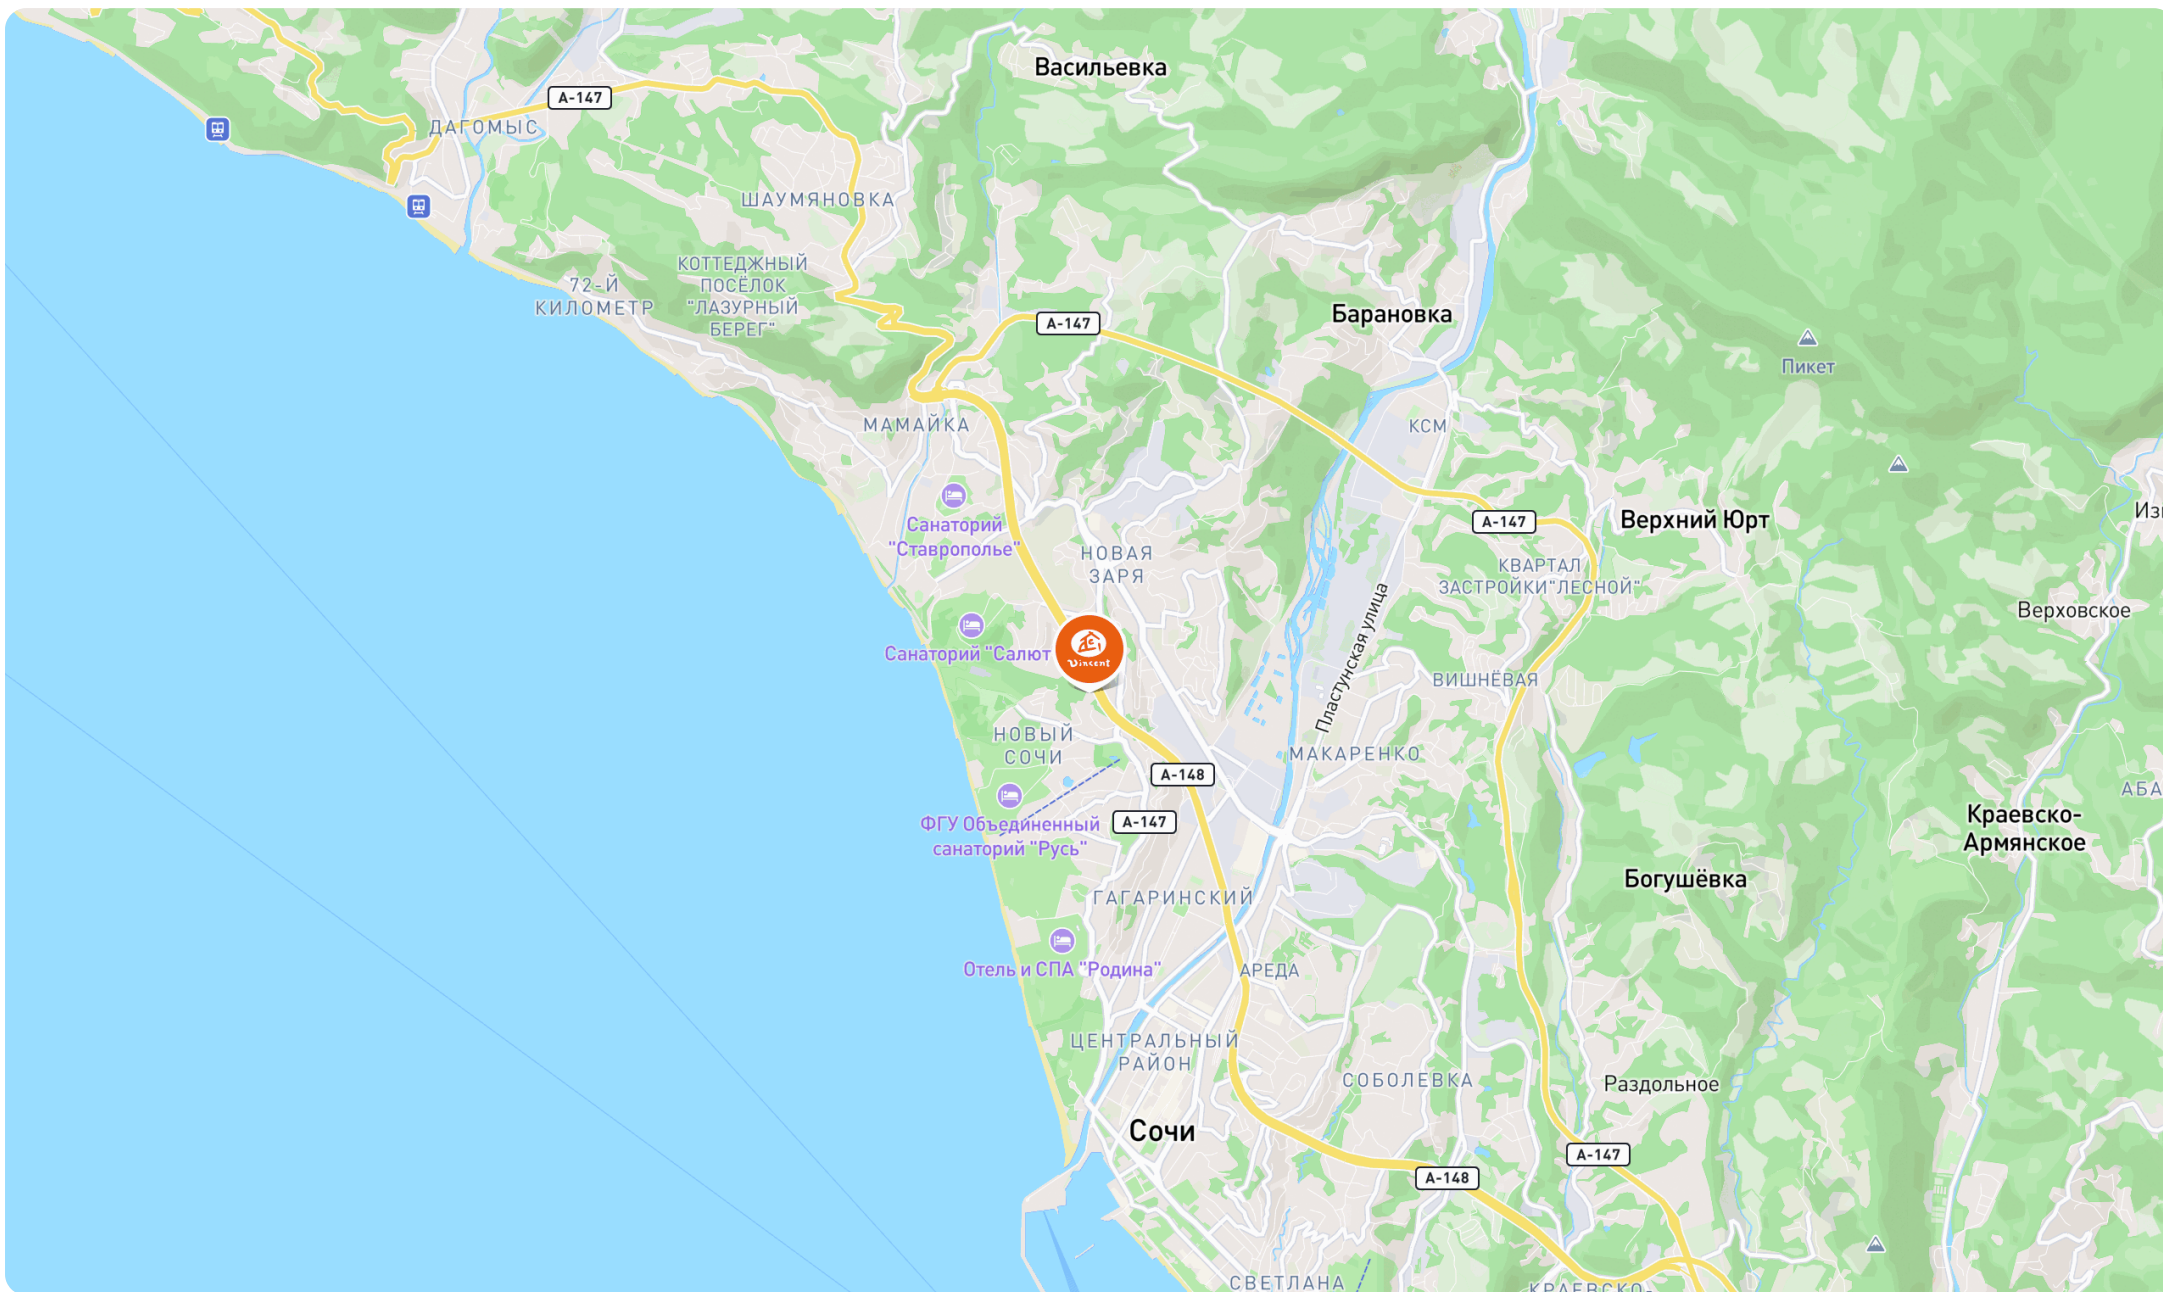 Васильевка
А-147
ДАГОМЫС
ШАУМЯНОВКА
КОТТЕДЖНЫЙ
ПОСЁЛОК
"ЛАЗУРНЫЙ
БЕРЕГ"
72-Й
КИЛОМЕТР
А-147
Барановка
Пикет
МАМАЙКА
КСМ
Санаторий
"Ставрополье"
А-147
Верхний Юрт
НОВАЯ
ЗАРЯ
КВАРТАЛ
ЗАСТРОЙКИ"ЛЕСНОЙ"
Верховское
Санаторий "Салют
Vincent
Пластунская улица
ВИШНЁВАЯ
НОВЫЙ
СОЧИ
МАКАРЕНКО
А-148
А-147
ФГУ Объединенный
санаторий "Русь"
Краевско-
Армянское
Богушёвка
ГАГАРИНСКИЙ
Отель и СПА "Родина"
АРЕДА
ЦЕНТРАЛЬНЫЙ
РАЙОН
СОБОЛЕВКА
Раздольное
Сочи
А-147
А-148
СВЕТЛАНА
КРАЕВСКО-